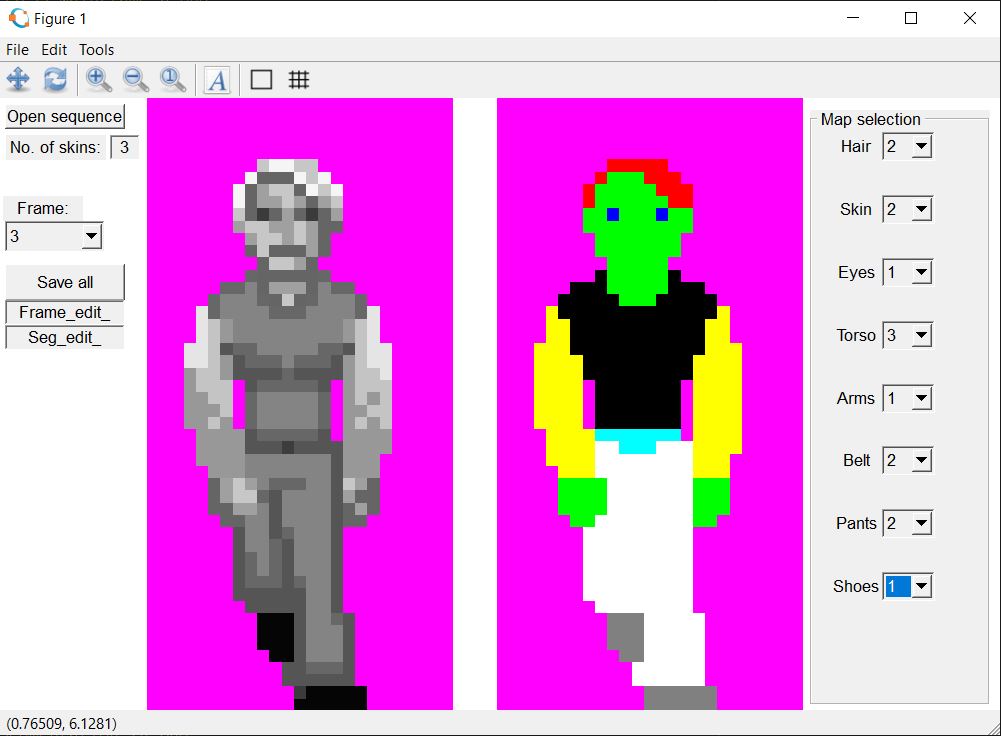 Figure 1
File Edit Tools
A
Open sequence
No. of skins: 3
Frame:
3
Save all
Frame_edit_
Seg_edit_
Map selection
Hair 2
Skin 2
Eyes 1
Torso 3
Arms 1
Belt 2
Pants 2
Shoes 1
(0.76509, 6.1281)